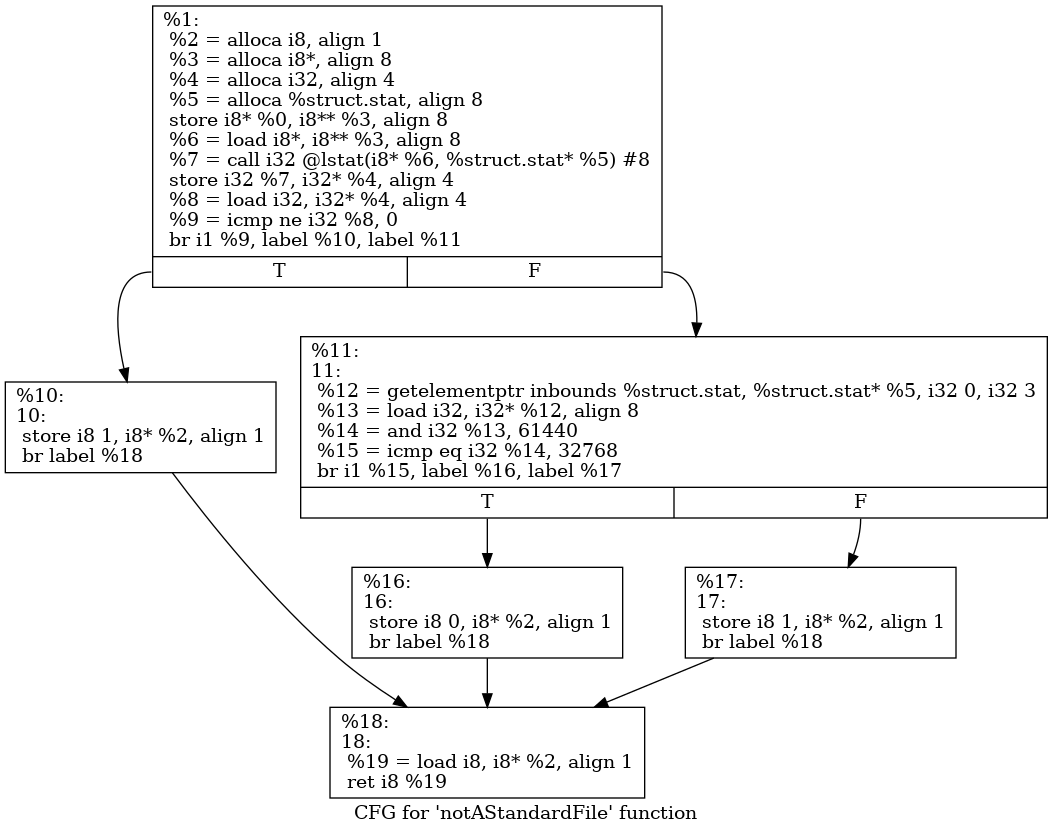 %1:
%2 = alloca i8, align 1
%3 = alloca i8*, align 8
%4 = alloca i32, align 4
%5 = alloca %struct.stat, align 8
store i8* %0, i8** %3, align 8
%6 = load i8*, i8** %3, align 8
%7 = call i32 @lstat(i8* %6, %struct.stat* %5) #8
store i32 %7, i32* %4, align 4
%8 = load i32, i32* %4, align 4
%9 = icmp ne i32 %8, 0
br i1 %9, label %10, label %11
T
F
%10:
10:
store i8 1, i8* %2, align 1
br label %18
%11:
11:
%12 = getelementptr inbounds %struct.stat, %struct.stat* %5, i32 0, i32 3
%13 = load i32, i32* %12, align 8
%14 = and i32 %13, 61440
%15 = icmp eq i32 %14, 32768
br i1 %15, label %16, label %17
T
F
%16:
16:
store i8 0, i8* %2, align 1
br label %18
%17:
17:
store i8 1, i8* %2, align 1
br label %18
%18:
18:
%19 = load i8, i8* %2, align 1
ret i8 %19
CFG for 'notAStandardFile' function